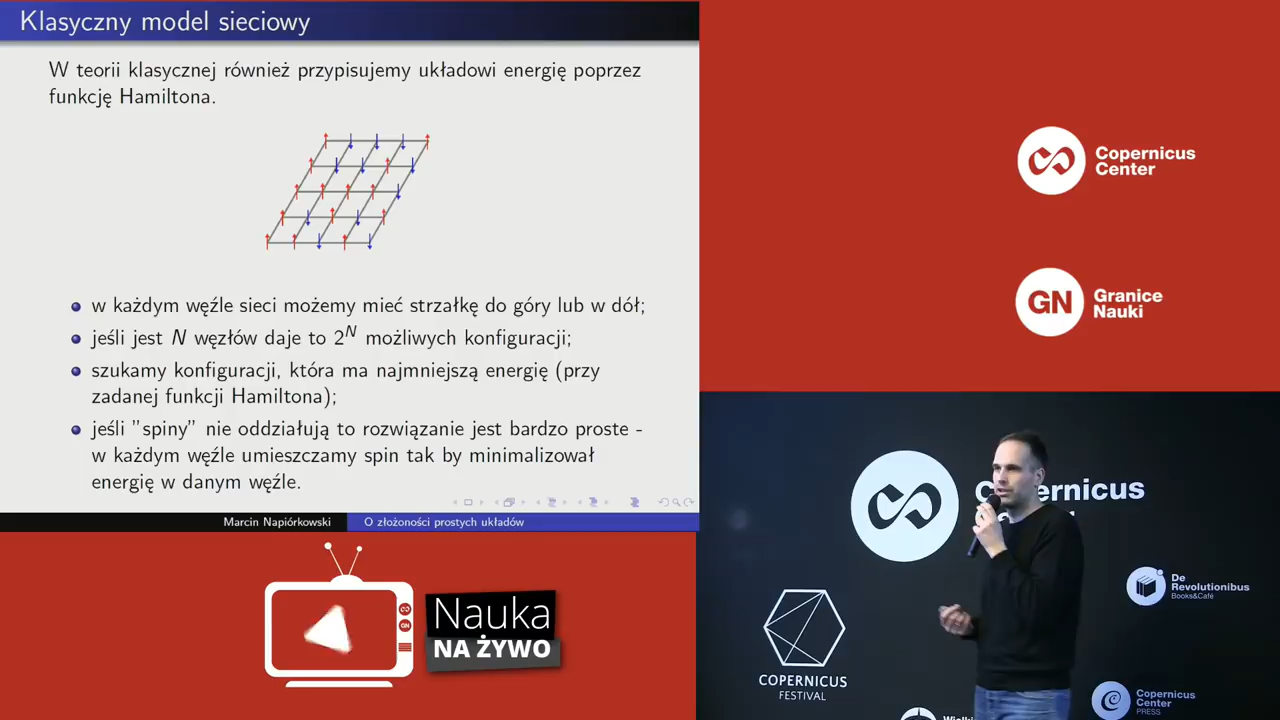 Klasyczny model sieciowy
W teorii klasycznej również przypisujemy układowi energię poprzez
funkcję Hamiltona.
w każdym węźle sieci możemy mieć strzałkę do góry lub w dół;
jeśli jest N węzłów daje to 2^N możliwych konfiguracji;
szukamy konfiguracji, która ma najmniejszą energię (przy
zadanej funkcji Hamiltona);
jeśli "spiny" nie oddziałują to rozwiązanie jest bardzo proste -
w każdym węźle umieszczamy spin tak by minimalizował
energię w danym węźle.
Marcin Napiórkowski
O złożoności prostych układów
Nauka
NA ŻYWO
Copernicus
Center
GN
Granice
Nauki
De
Revolutionibus
Books&Cafè
COPERNICUS
FESTIVAL
Copernicus
Center
PRESS